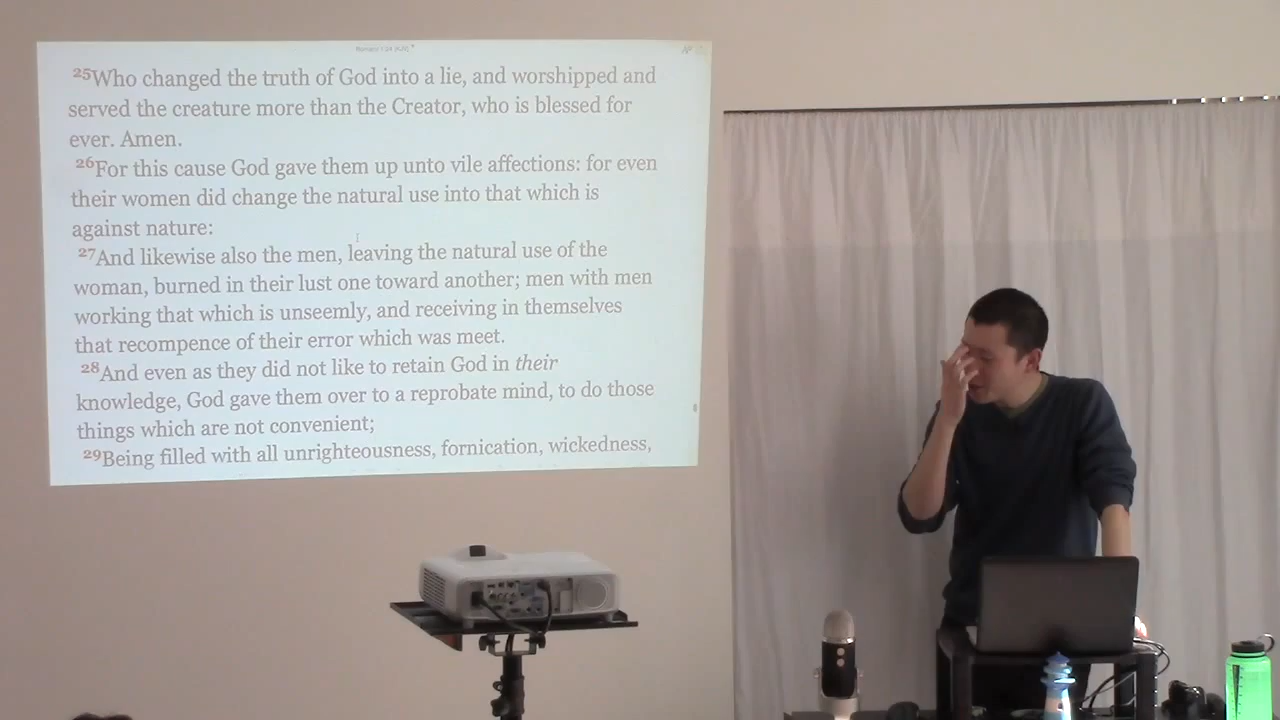 Romans 1:24 (KJV)
25Who changed the truth of God into a lie, and worshipped and
served the creature more than the Creator, who is blessed for
ever. Amen.
26For this cause God gave them up unto vile affections: for even
their women did change the natural use into that which is
against nature:
27And likewise also the men, leaving the natural use of the
woman, burned in their lust one toward another; men with men
working that which is unseemly, and receiving in themselves
that recompence of their error which was meet.
28And even as they did not like to retain God in their
knowledge, God gave them over to a reprobate mind, to do those
things which are not convenient;
29Being filled with all unrighteousness, fornication, wickedness,